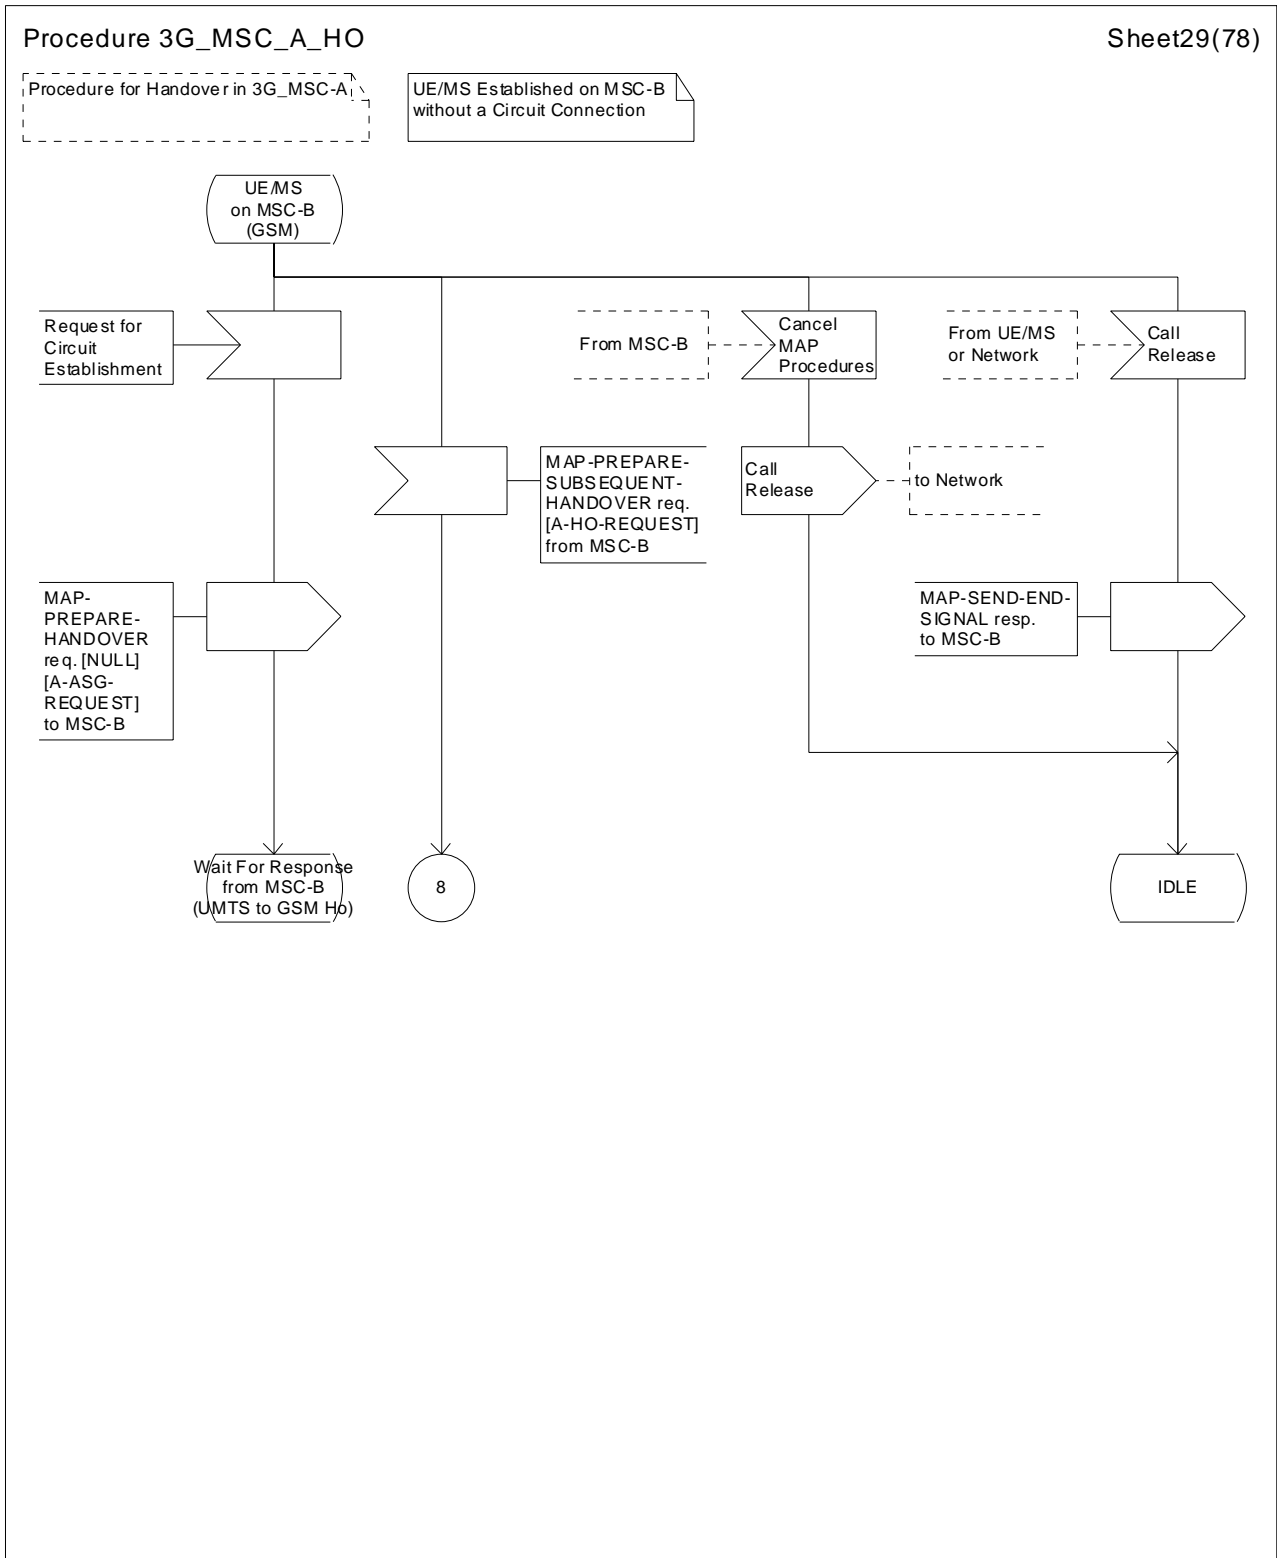 Procedure 3G_MSC_A_HO
Sheet29(78)
Procedure for Handover in 3G_MSC-A
UE/MS Established on MSC-B
without a Circuit Connection
UE/MS
on MSC-B
(GSM)
Request for
Circuit
Establishment
From MSC-B
Cancel
MAP
Procedures
From UE/MS
or Network
Call
Release
MAP-PREPARE-
SUBSEQUENT-
HANDOVER req.
[A-HO-REQUEST]
from MSC-B
Call
Release
to Network
MAP-
PREPARE-
HANDOVER
req. [NULL]
[A-ASG-
REQUEST]
to MSC-B
MAP-SEND-END-
SIGNAL resp.
to MSC-B
Wait For Response
from MSC-B
(UMTS to GSM Ho)
8
IDLE